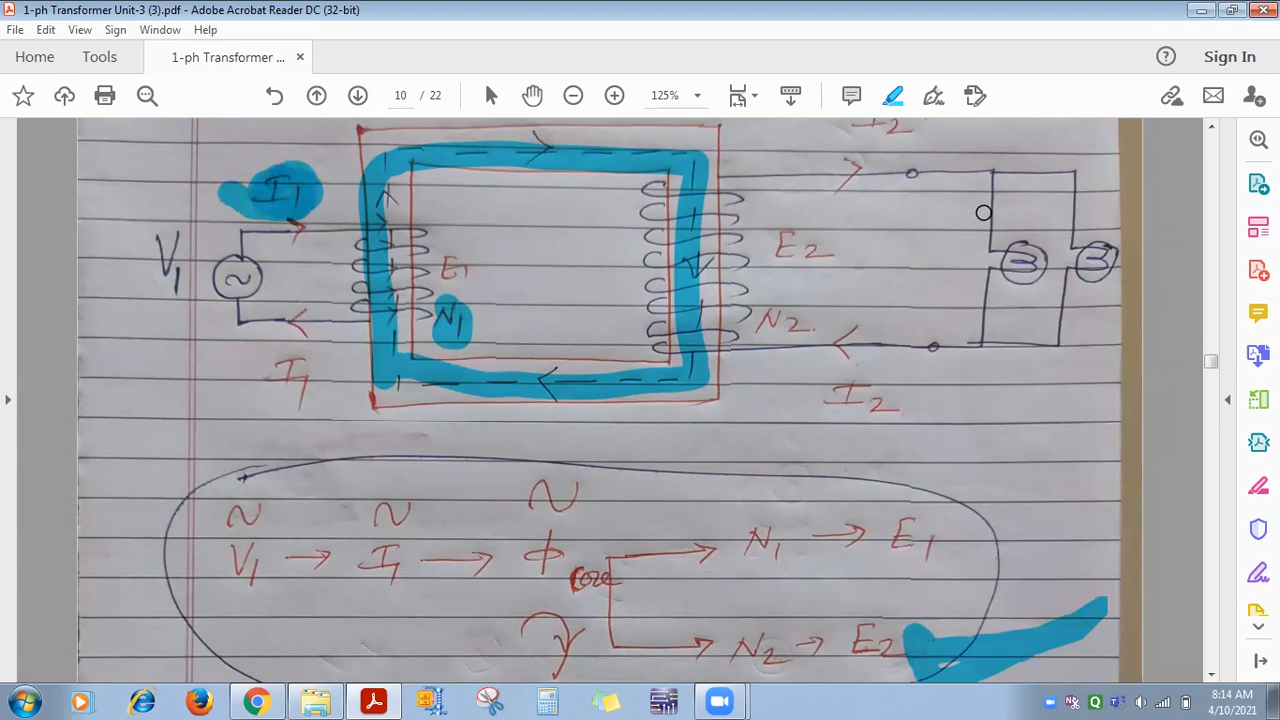 1-ph Transformer Unit-3 (3).pdf - Adobe Acrobat Reader DC (32-bit)
File Edit View Sign Window Help
Home Tools 1-ph Transformer ... × Sign In
10 / 22 125%
I2
I1
V1
E1
N1
E2
N2
I1
I2
V1 → I1 → ϕ core
N1 → E1
N2 → E2
8:14 AM
4/10/2021